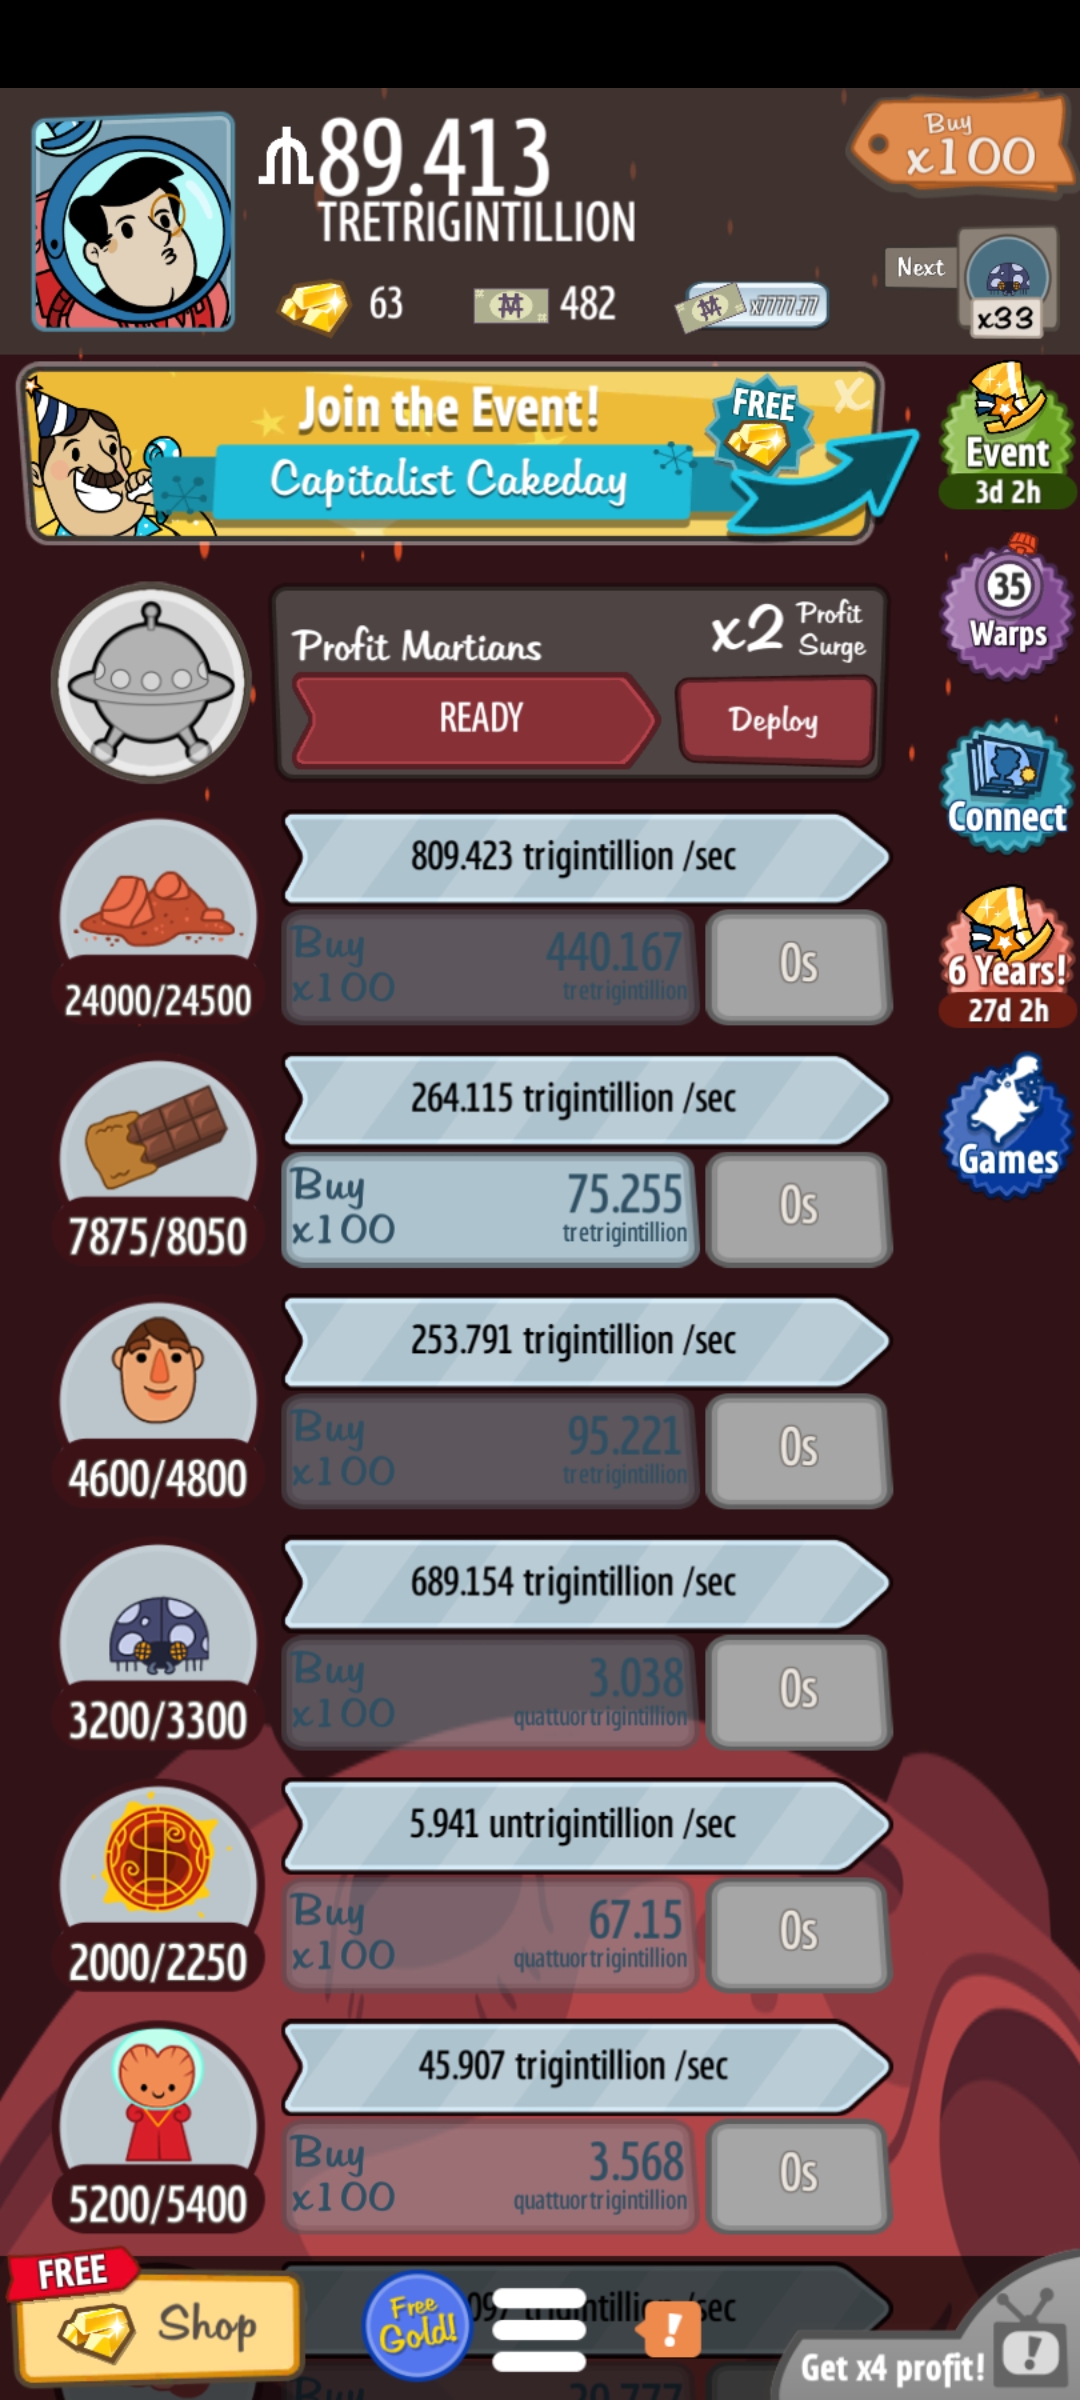 89.413
TRETRIGINTILLION
Buy
x100
63
482
x7777.77
Next
x33
Join the Event!
Capitalist Cakeday
FREE
x
Event
3d 2h
35
Warps
Connect
6 Years!
27d 2h
Games
Profit Martians
x2 Profit
Surge
READY
Deploy
809.423 trigintillion /sec
24000/24500
Buy
x100
440.167
tretrigintillion
0s
264.115 trigintillion /sec
7875/8050
Buy
x100
75.255
tretrigintillion
0s
253.791 trigintillion /sec
4600/4800
Buy
x100
95.221
tretrigintillion
0s
689.154 trigintillion /sec
3200/3300
Buy
x100
3.038
quattuortrigintillion
0s
5.941 untrigintillion /sec
2000/2250
Buy
x100
67.15
quattuortrigintillion
0s
45.907 trigintillion /sec
5200/5400
Buy
x100
3.568
quattuortrigintillion
0s
FREE
Shop
Free
Gold!
/sec
!
Get x4 profit!
!
Buy